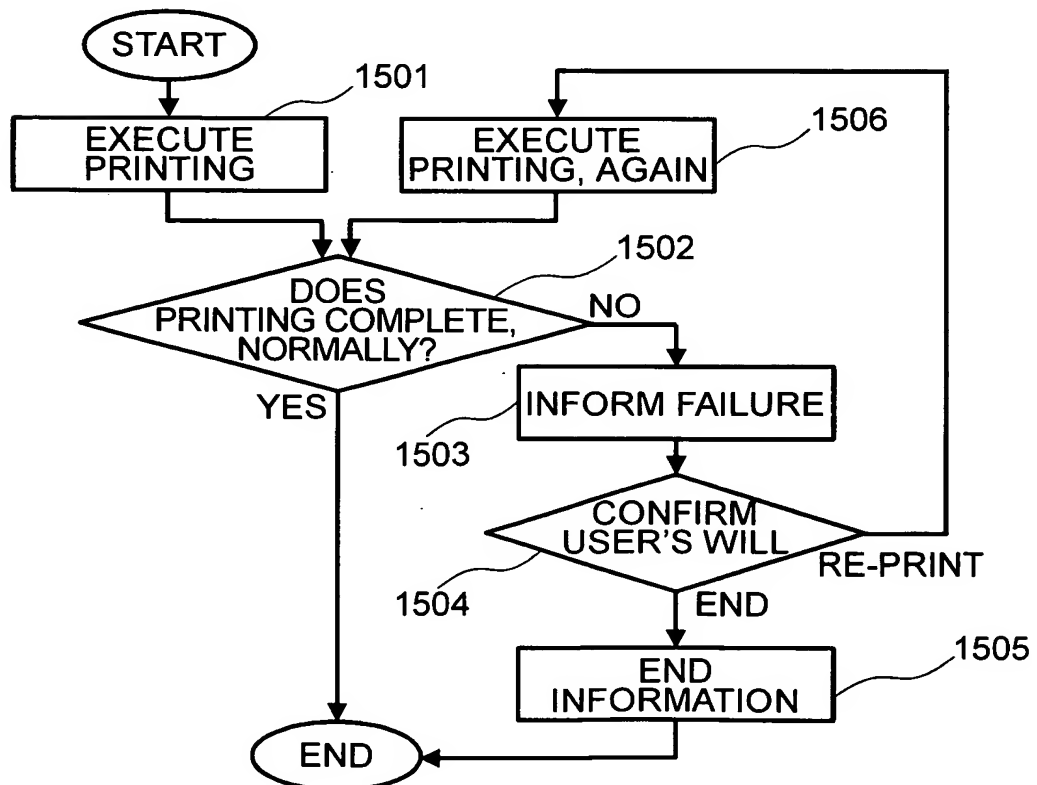 START
1501
EXECUTE
PRINTING
1506
EXECUTE
PRINTING, AGAIN
1502
DOES
PRINTING COMPLETE,
NORMALLY?
NO
YES
INFORM FAILURE
1503
CONFIRM
USER'S WILL
RE-PRINT
1504
END
1505
END
INFORMATION
END